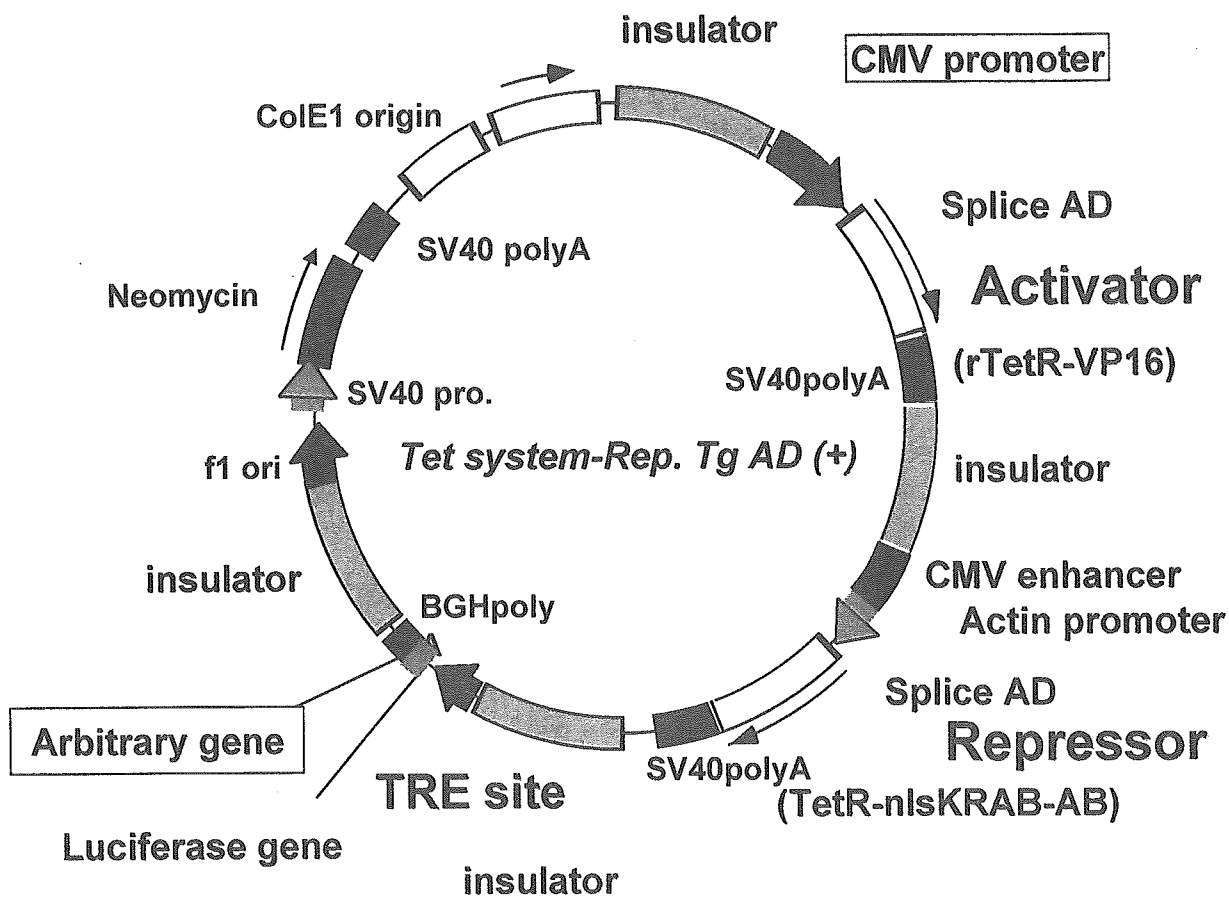 insulator
CMV promoter
ColE1 origin
Splice AD
SV40 polyA
Activator
Neomycin
(rTetR-VP16)
SV40polyA
SV40 pro.
Tet system-Rep. Tg AD (+)
f1 ori
insulator
insulator
CMV enhancer
BGHpoly
Actin promoter
Splice AD
Arbitrary gene
Repressor
SV40polyA
TRE site
(TetR-nlsKRAB-AB)
Luciferase gene
insulator